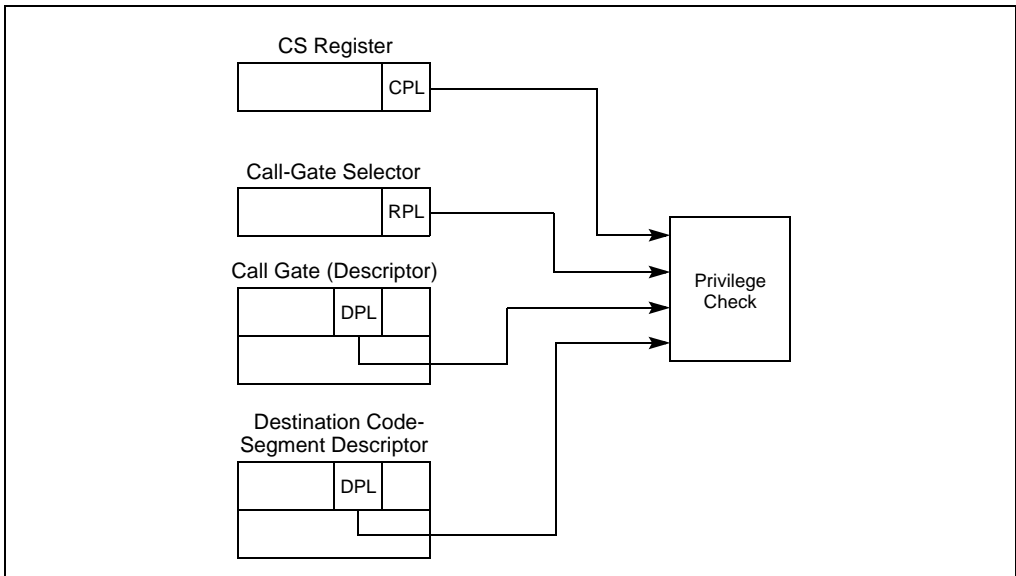 CS Register
CPL
Call-Gate Selector
RPL
Call Gate (Descriptor)
DPL
Privilege
Check
Destination Code-
Segment Descriptor
DPL